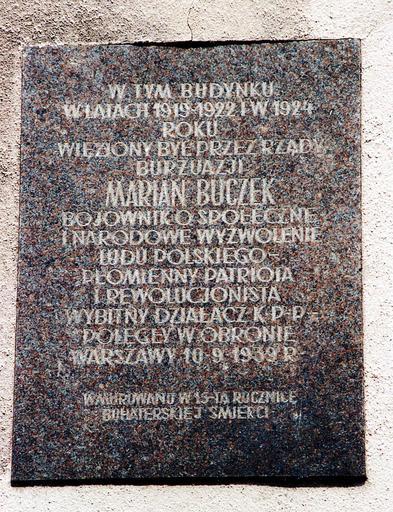 W TYM BUDYNKU
W LATACH 1919-1922 I W 1924
ROKU
WIĘZIONY BYŁ PRZEZ RZĄDY
BURŻUAZJI
MARIAN BUCZEK
BOJOWNIK O SPOŁECZNE
I NARODOWE WYZWOLENIE
LUDU POLSKIEGO-
PŁOMIENNY PATRIOTA
I REWOLUCJONISTA
WYBITNY DZIAŁACZ K.P.P.-
POLEGŁY W OBRONIE
WARSZAWY 10.9.1939 R-
WMUROWANO W 15-TĄ ROCZNICĘ
BOHATERSKIEJ ŚMIERCI